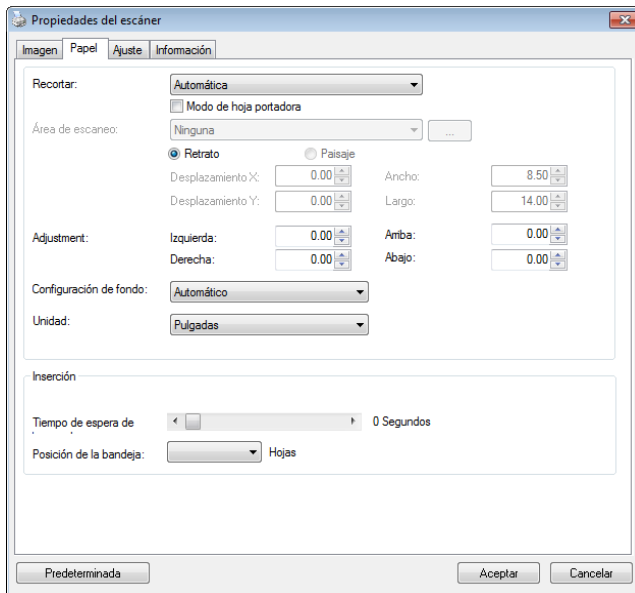 Propiedades del escáner
Imagen Papel Ajuste Información
Recortar: Automática
Modo de hoja portadora
Área de escaneo: Ninguna ...
Retrato Paisaje
Desplazamiento X: 0.00 Ancho: 8.50
Desplazamiento Y: 0.00 Largo: 14.00
Adjustment: Izquierda: 0.00 Arriba: 0.00
Derecha: 0.00 Abajo: 0.00
Configuración de fondo: Automático
Unidad: Pulgadas
Inserción
Tiempo de espera de 0 Segundos
Posición de la bandeja: Hojas
Predeterminada Aceptar Cancelar